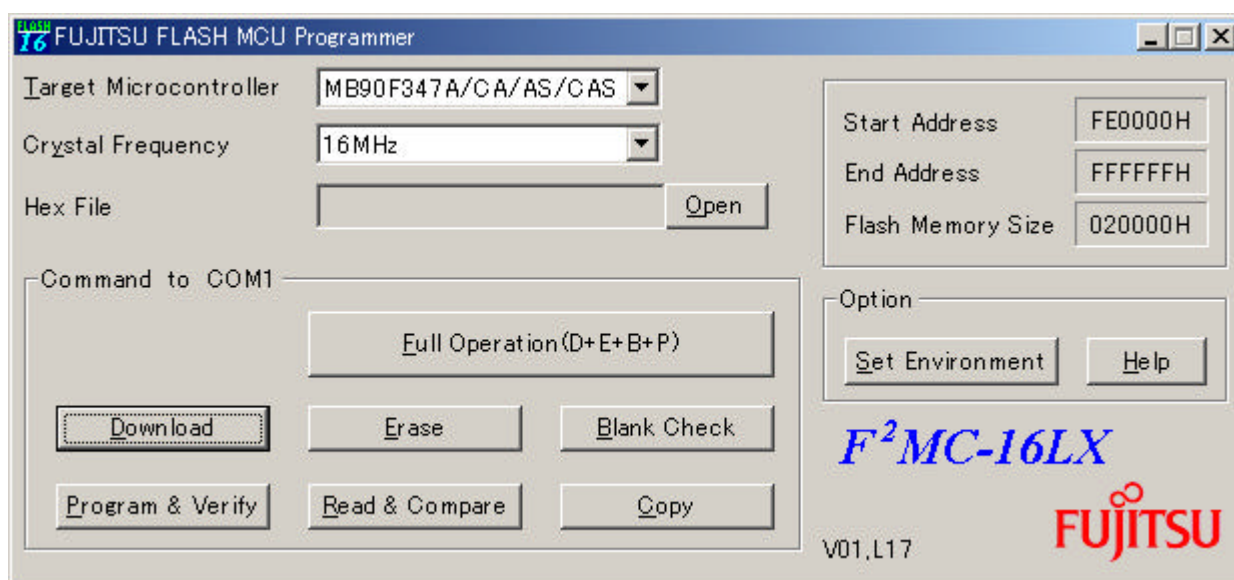 FLASH
16 FUJITSU FLASH MCU Programmer
Target Microcontroller MB90F347A/CA/AS/CAS
Crystal Frequency 16MHz
Hex File Open
Start Address FE0000H
End Address FFFFFFH
Flash Memory Size 020000H
Command to COM1
Full Operation(D+E+B+P)
Download Erase Blank Check
Program & Verify Read & Compare Copy
Option
Set Environment Help
F²MC-16LX
FUJITSU
V01,L17